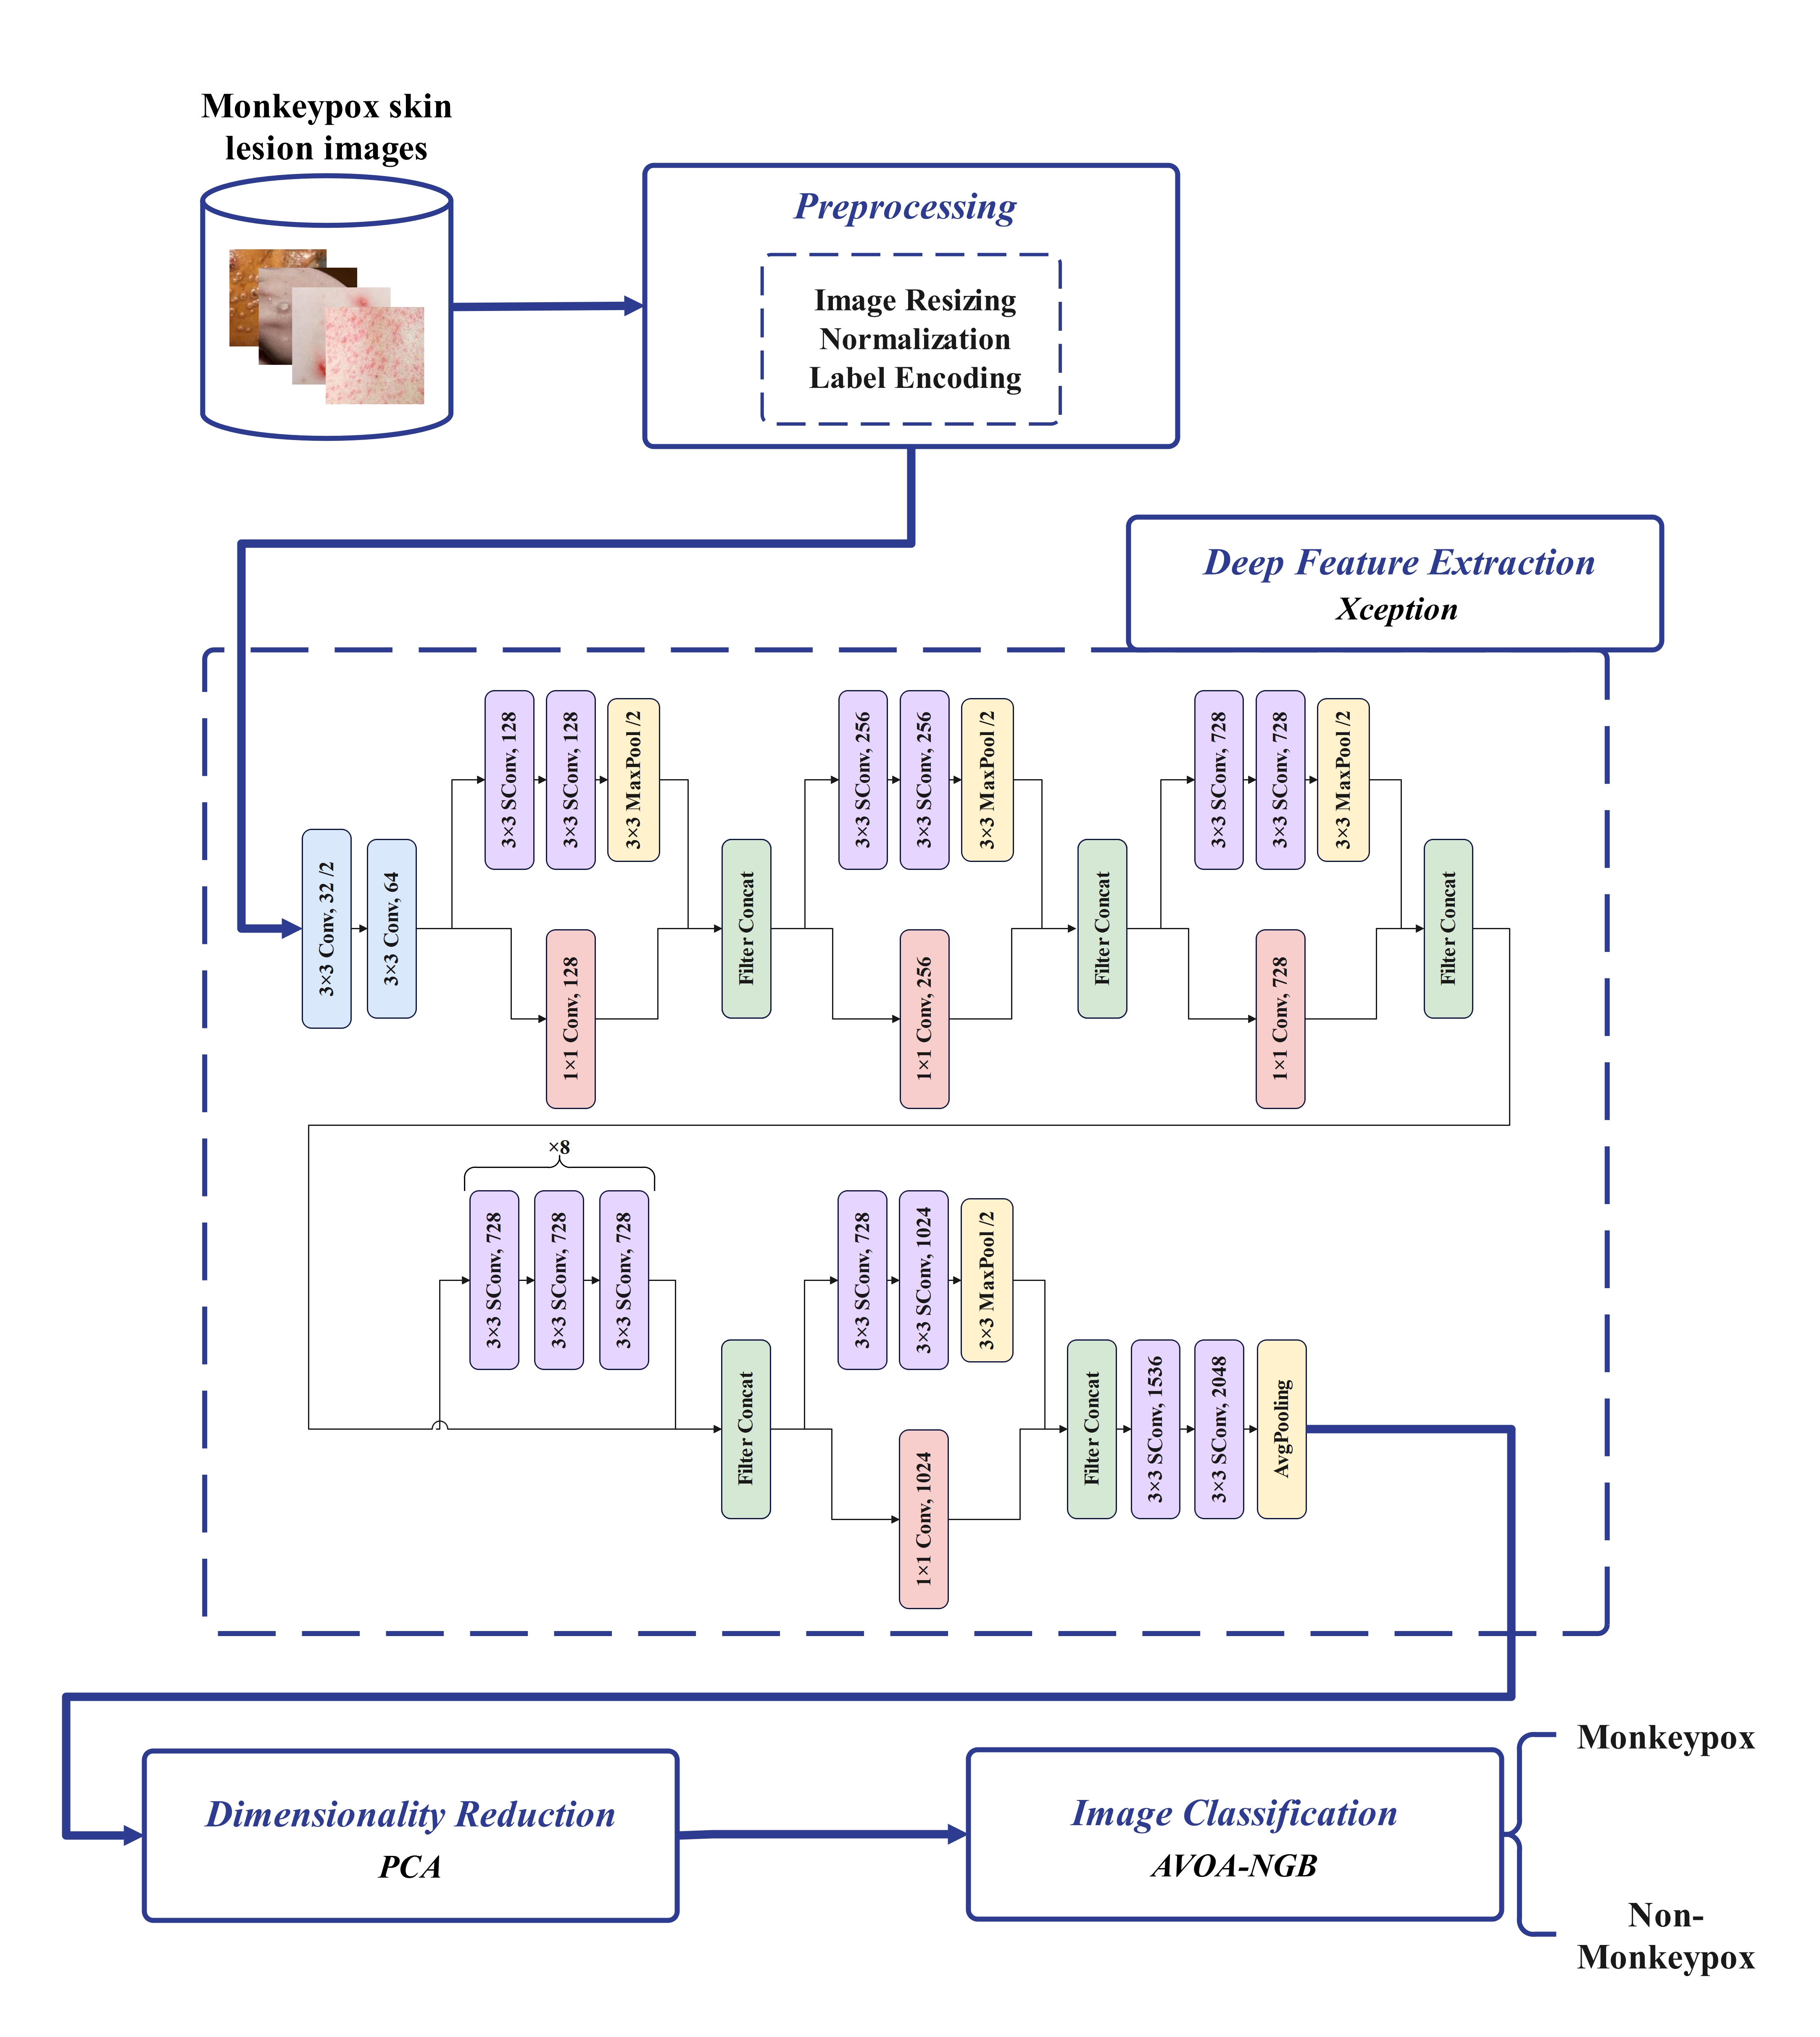 Monkeypox skin
lesion images
Preprocessing
Image Resizing
Normalization
Label Encoding
Deep Feature Extraction
Xception
3×3 Conv, 32 /2
3×3 Conv, 64
3×3 SConv, 128
3×3 SConv, 128
3×3 MaxPool /2
1×1 Conv, 128
Filter Concat
3×3 SConv, 256
3×3 SConv, 256
3×3 MaxPool /2
1×1 Conv, 256
Filter Concat
3×3 SConv, 728
3×3 SConv, 728
3×3 MaxPool /2
1×1 Conv, 728
Filter Concat
×8
3×3 SConv, 728
3×3 SConv, 728
3×3 SConv, 728
Filter Concat
3×3 SConv, 728
3×3 SConv, 1024
3×3 MaxPool /2
1×1 Conv, 1024
Filter Concat
3×3 SConv, 1536
3×3 SConv, 2048
AvgPooling
Dimensionality Reduction
PCA
Image Classification
AVOA-NGB
Monkeypox
Non-
Monkeypox